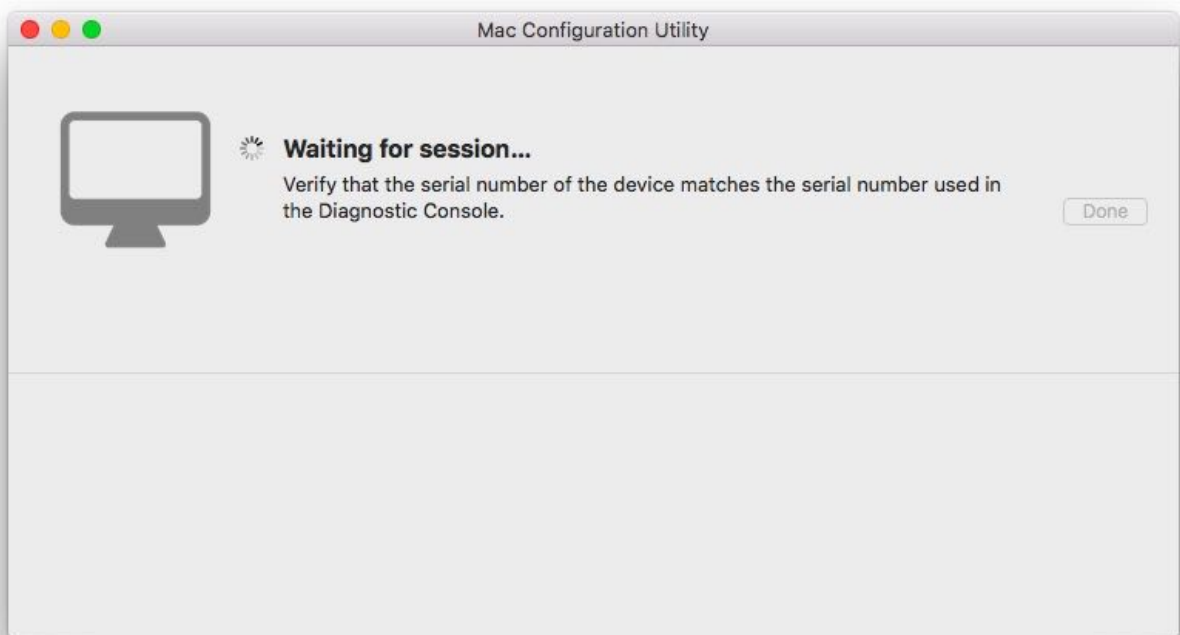 Mac Configuration Utility
Waiting for session...
Verify that the serial number of the device matches the serial number used in
the Diagnostic Console.
Done